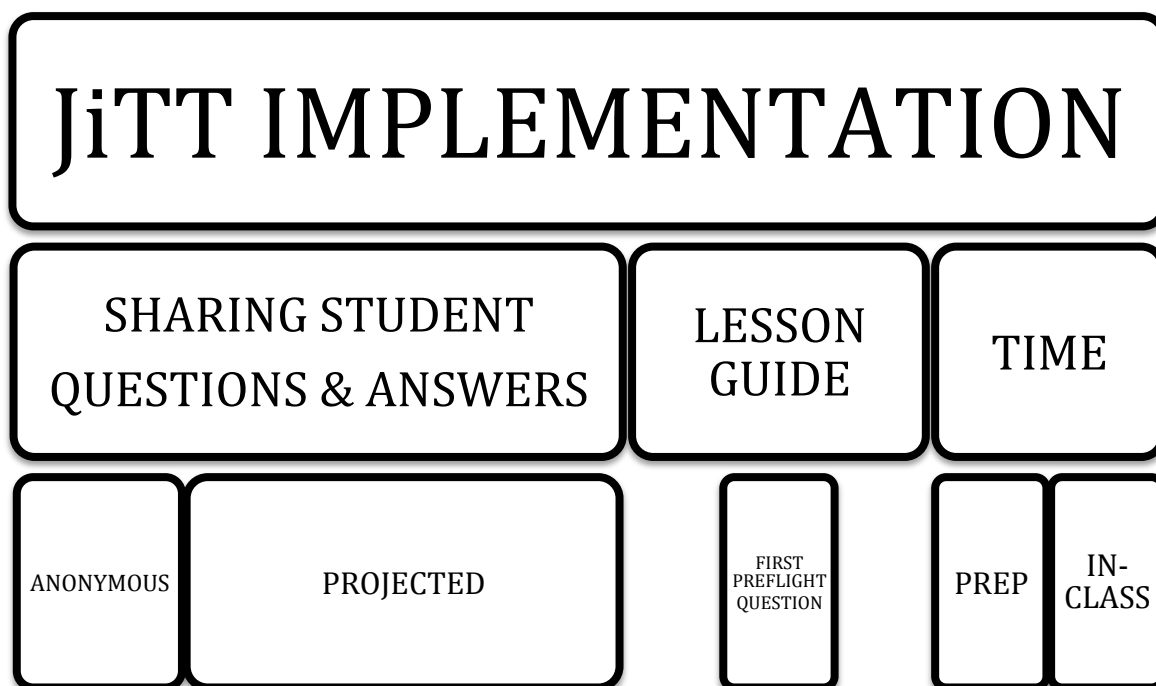 JiTT IMPLEMENTATION
SHARING STUDENT
QUESTIONS & ANSWERS
LESSON
GUIDE
TIME
ANONYMOUS
PROJECTED
FIRST
PREFLIGHT
QUESTION
PREP
IN-
CLASS